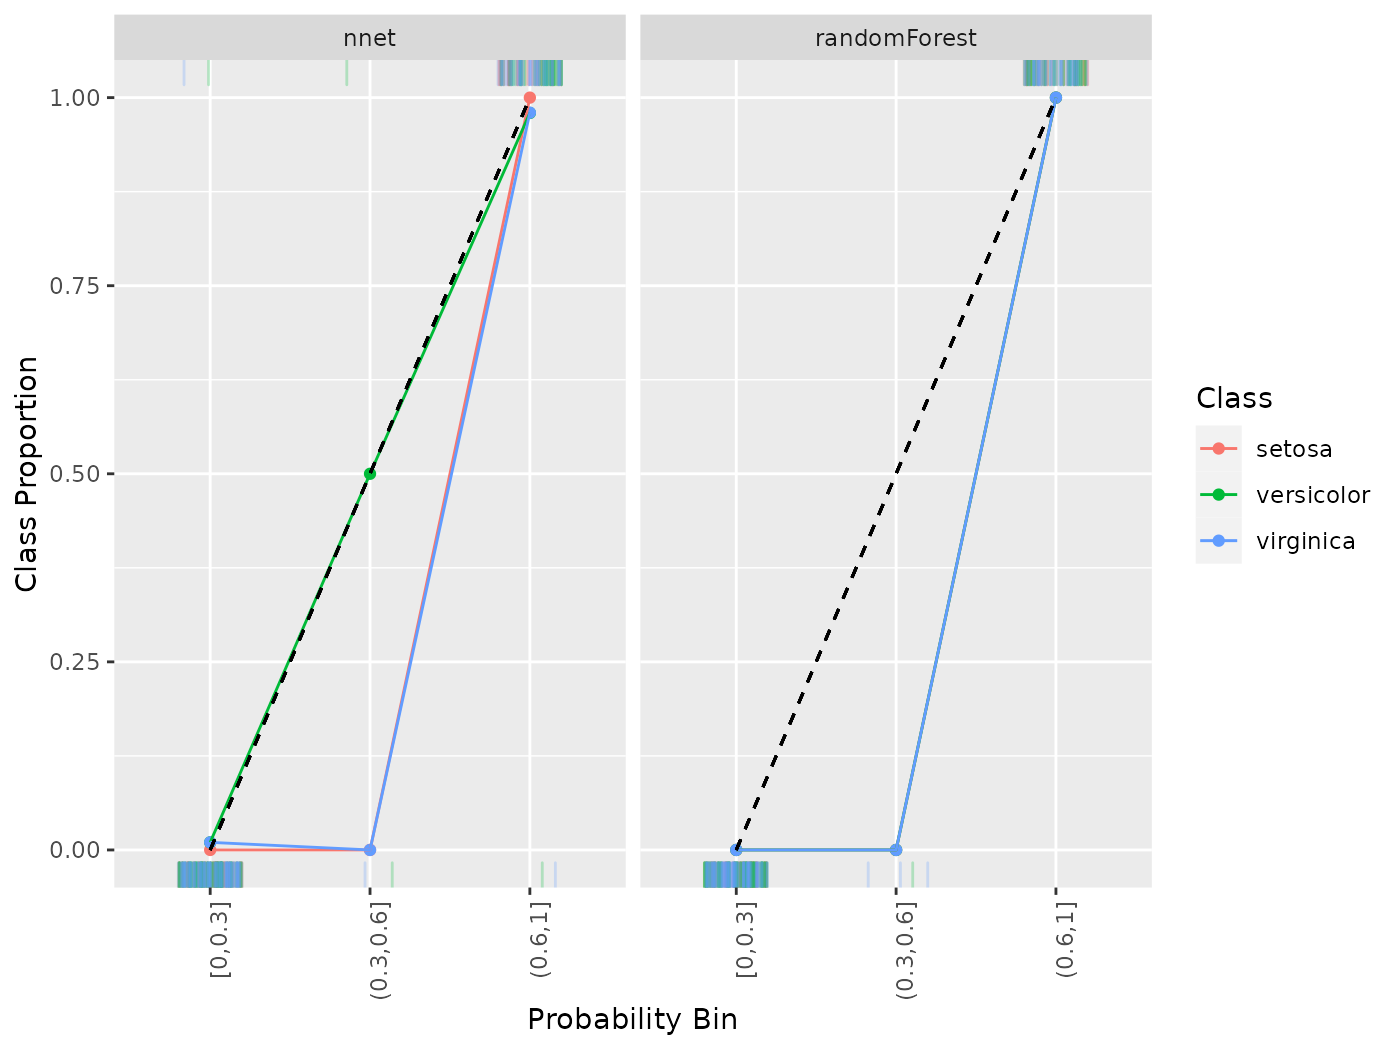 nnet
randomForest
1.00
0.75
0.50
0.25
0.00
Class Proportion
[0,0.3]
(0.3,0.6]
(0.6,1]
[0,0.3]
(0.3,0.6]
(0.6,1]
Probability Bin
Class
setosa
versicolor
virginica